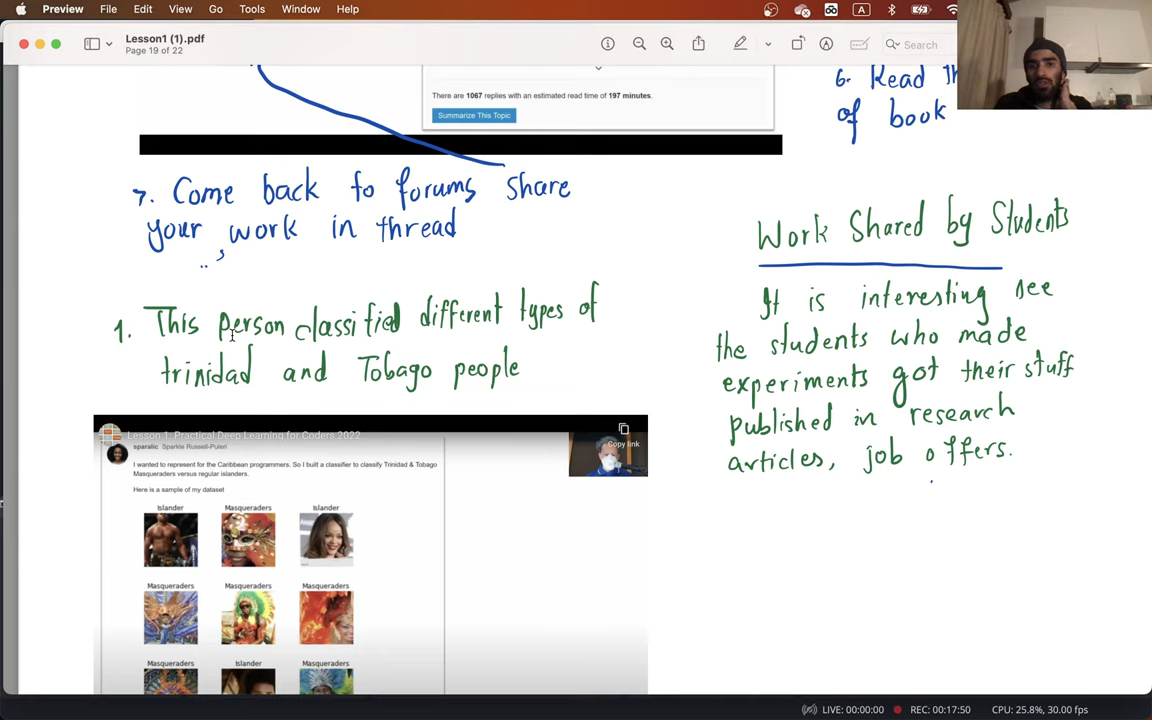 Preview File Edit View Go Tools Window Help
Lesson1 (1).pdf
Page 19 of 22
Search
6. Read
of book
There are 1067 replies with an estimated read time of 197 minutes.
Summarize This Topic
7. Come back to forums share
your work in thread
Work Shared by Students
It is interesting see
the students who made
experiments got their stuff
published in research
articles, job offers.
1. This person classified different types of
trinidad and Tobago people
Lesson 1: Practical Deep Learning for Coders 2022
Copy link
sparalic Sparkle Russell-Puleri
I wanted to represent for the Caribbean programmers. So I built a classifier to classify Trinidad & Tobago
Masqueraders versus regular islanders.
Here is a sample of my dataset
Islander Masqueraders Islander
Masqueraders Masqueraders Masqueraders
Masqueraders Islander Masqueraders
LIVE: 00:00:00 REC: 00:17:50 CPU: 25.8%, 30.00 fps